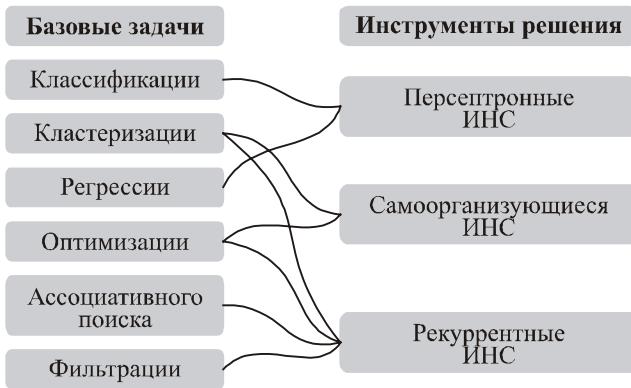 Базовые задачи
Инструменты решения
Классификации
Кластеризации
Регрессии
Оптимизации
Ассоциативного
поиска
Фильтрации
Персептронные
ИНС
Самоорганизующиеся
ИНС
Рекуррентные
ИНС